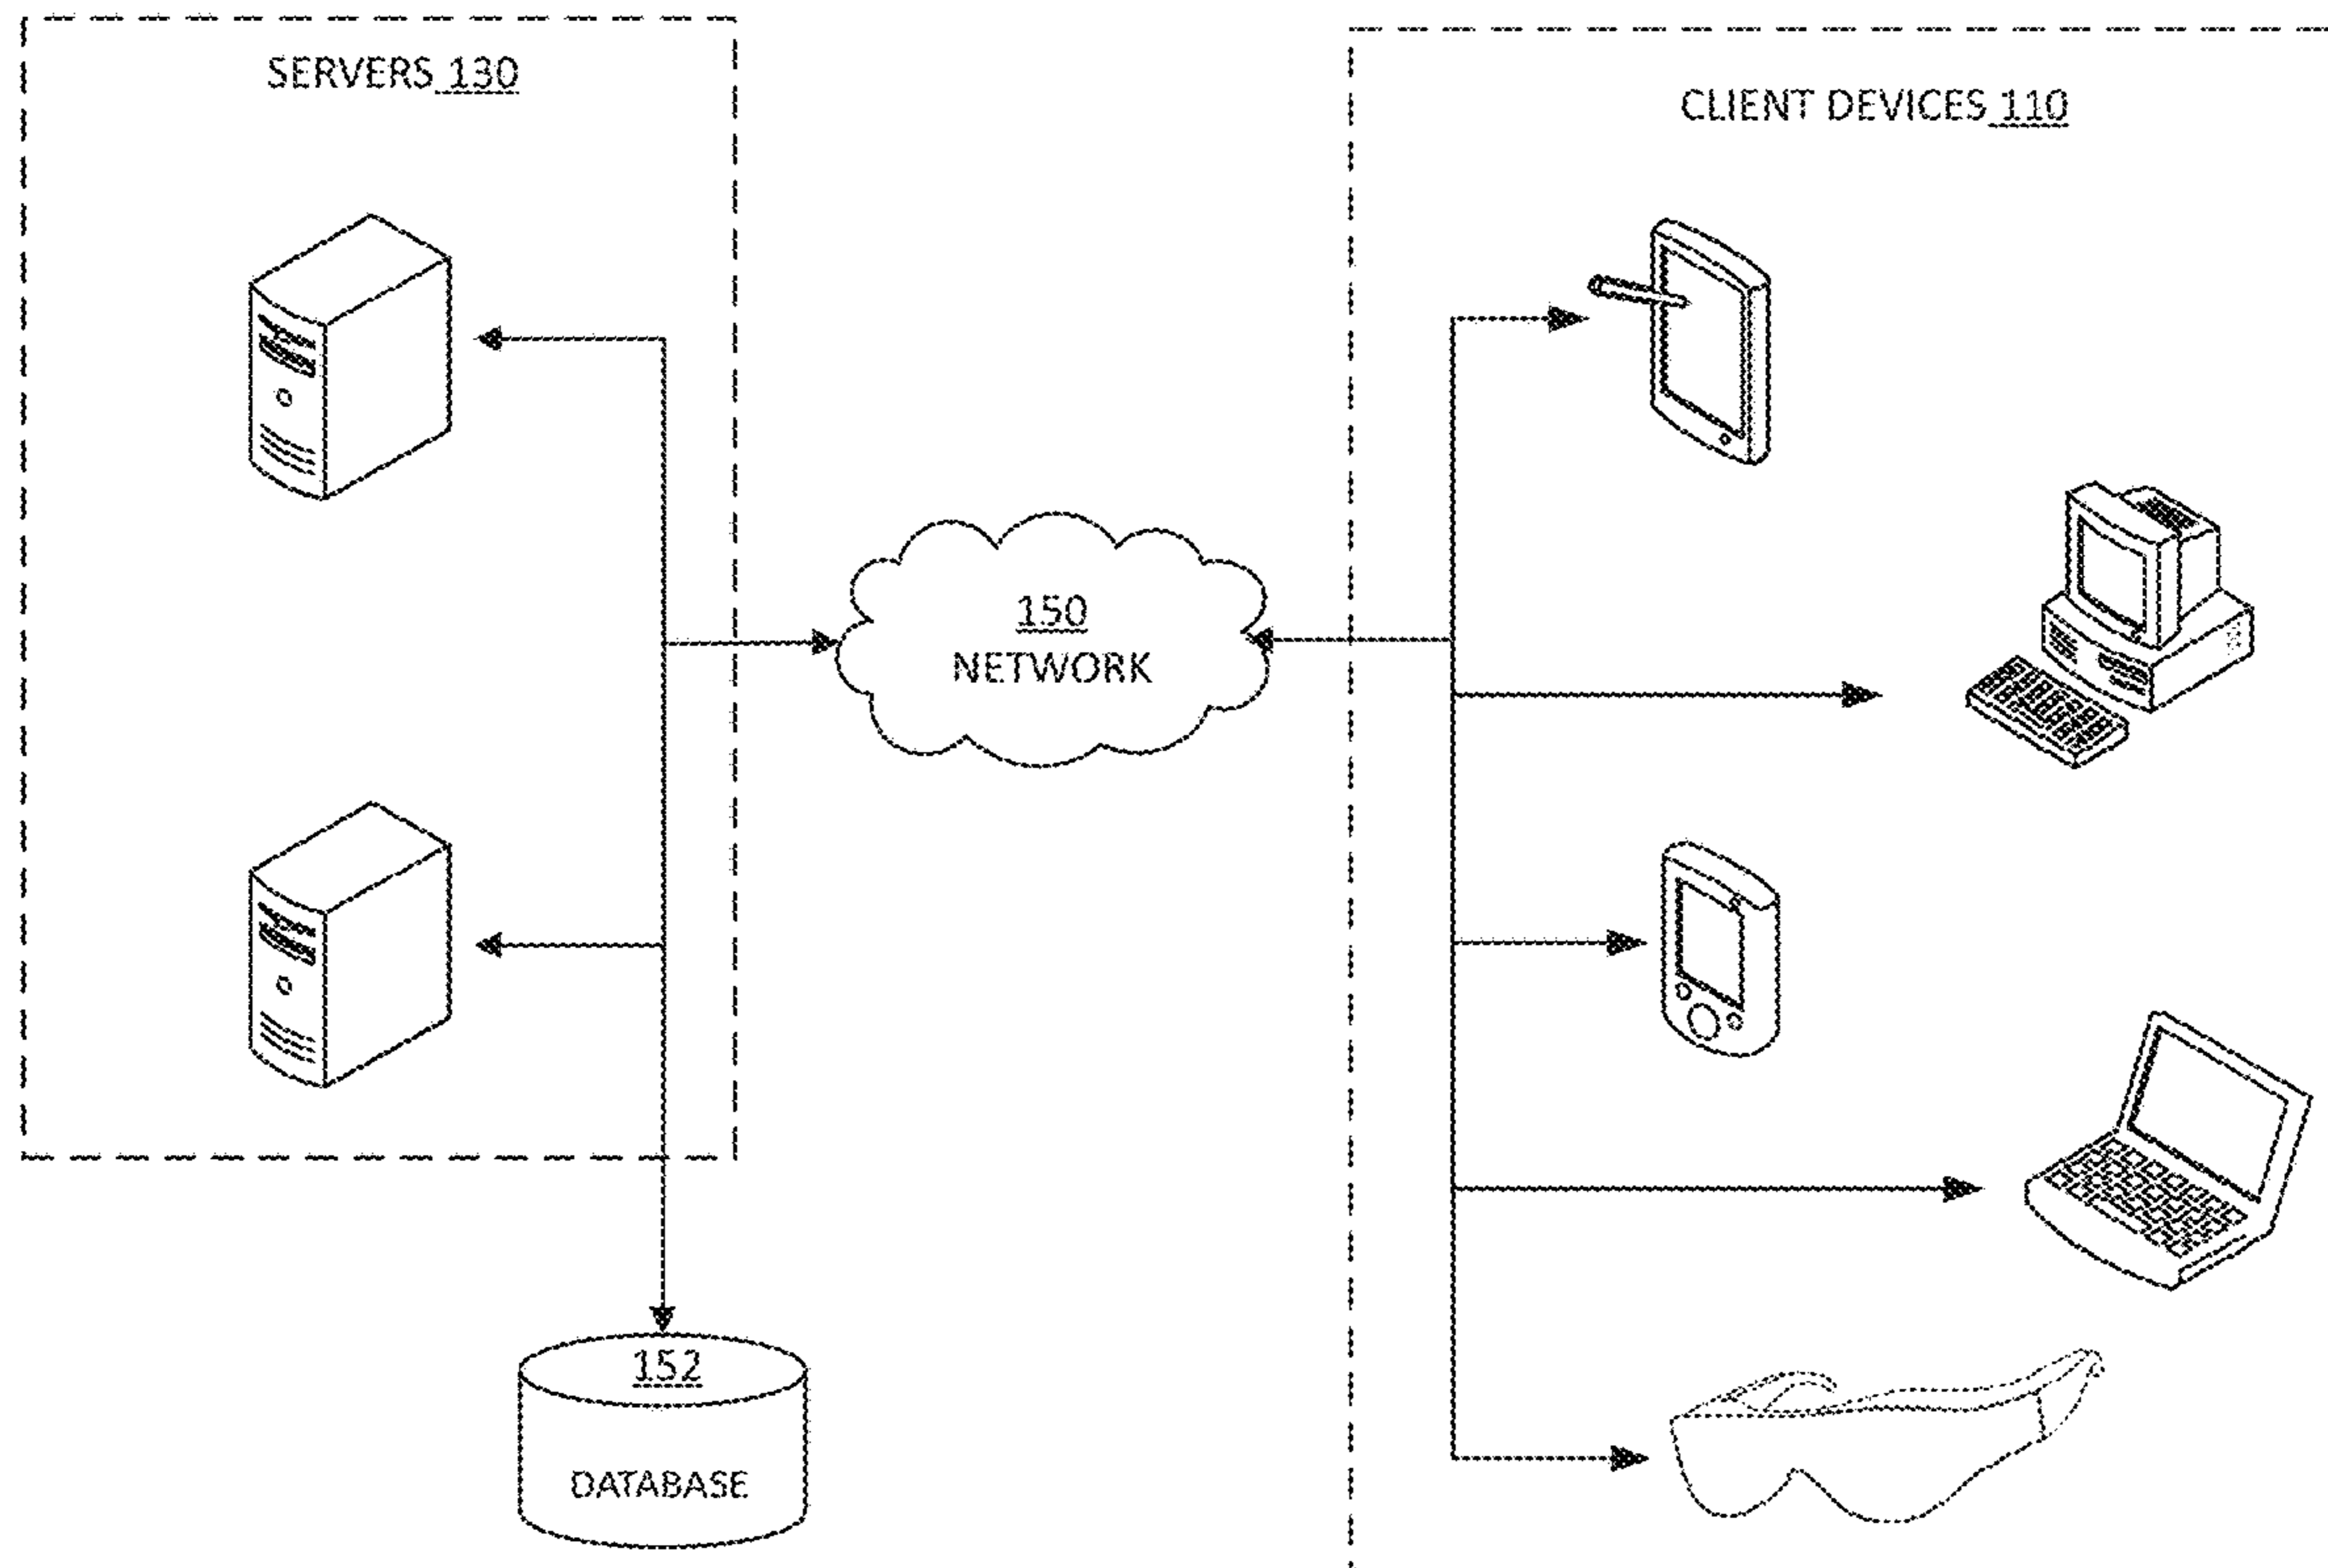 SERVERS 130
CLIENT DEVICES 110
150
NETWORK
152
DATABASE